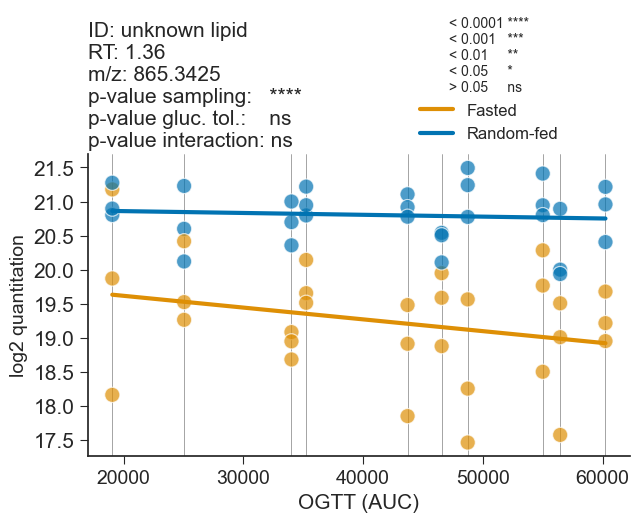 ID: unknown lipid
RT: 1.36
m/z: 865.3425
p-value sampling: ****
p-value gluc. tol.: ns
p-value interaction: ns
< 0.0001 ****
< 0.001 ***
< 0.01 **
< 0.05 *
> 0.05 ns
Fasted
Random-fed
log2 quantitation
21.5
21.0
20.5
20.0
19.5
19.0
18.5
18.0
17.5
20000 30000 40000 50000 60000
OGTT (AUC)